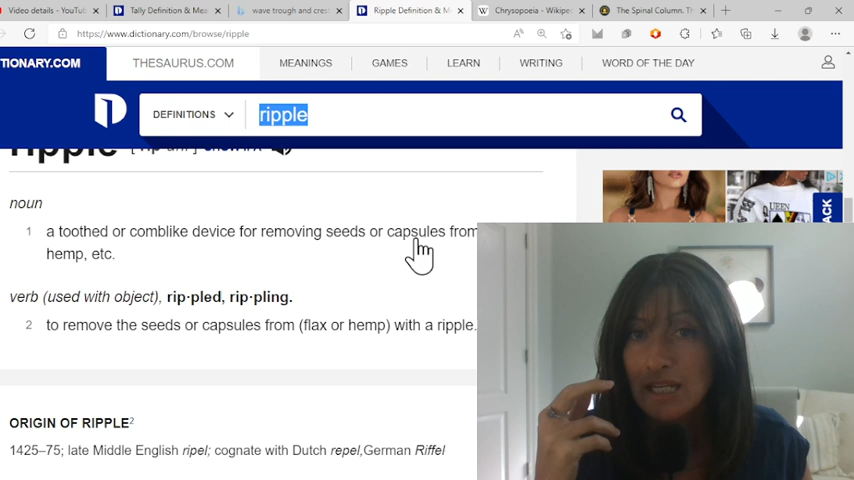 Video details - YouTub
Tally Definition & Mea
wave trough and crest
Ripple Definition & M
Chrysopoeia - Wikipe
The Spinal Column. Th
https://www.dictionary.com/browse/ripple
TIONARY.COM
THESAURUS.COM
MEANINGS
GAMES
LEARN
WRITING
WORD OF THE DAY
DEFINITIONS
ripple
ripple
noun
1 a toothed or comblike device for removing seeds or capsules from
hemp, etc.
QUEEN
BACK
verb (used with object), rip·pled, rip·pling.
2 to remove the seeds or capsules from (flax or hemp) with a ripple.
ORIGIN OF RIPPLE2
1425–75; late Middle English ripel; cognate with Dutch repel,German Riffel